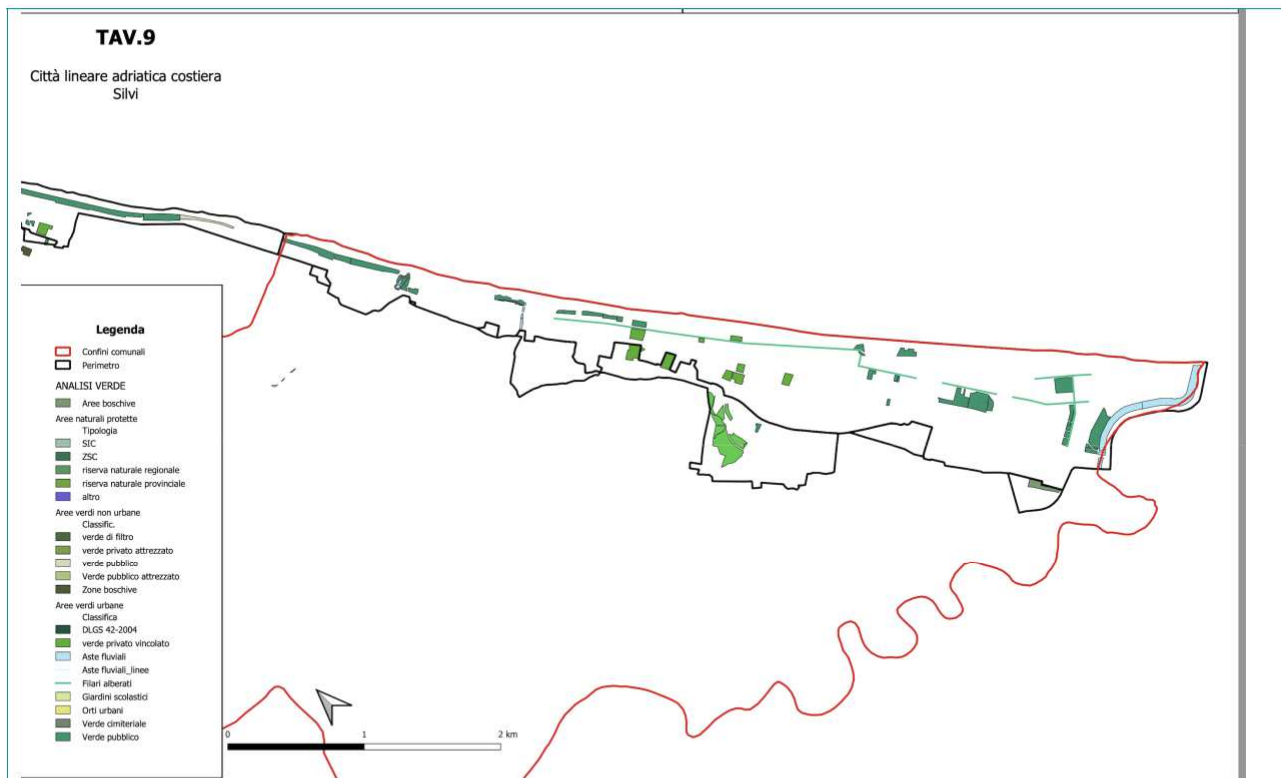 TAV.9
Città lineare adriatica costiera
Silvi
Legenda
Confini comunali
Perimetro
ANALISI VERDE
Aree boschive
Aree naturali protette
Tipologia
SIC
ZSC
riserva naturale regionale
riserva naturale provinciale
altro
Aree verdi non urbane
Classific.
verde di filtro
verde privato attrezzato
verde pubblico
Verde pubblico attrezzato
Zone boschive
Aree verdi urbane
Classifica
DLGS 42-2004
verde privato vincolato
Aste fluviali
Aste fluviali_linee
Filari alberati
Giardini scolastici
Orti urbani
Verde cimiteriale
Verde pubblico
0 1 2 km